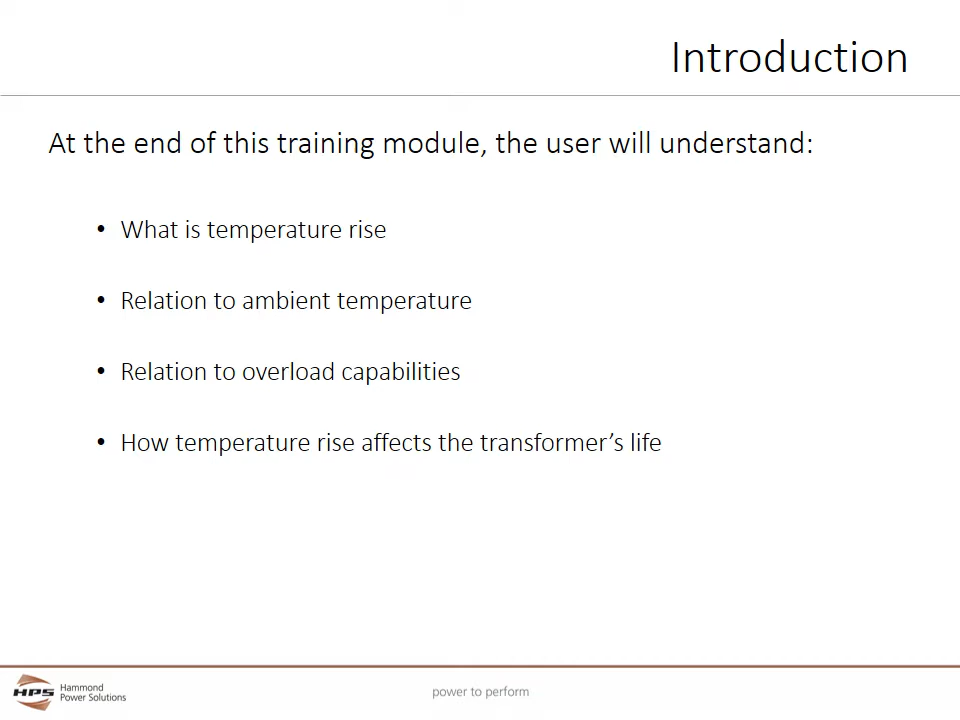 Introduction
At the end of this training module, the user will understand:
• What is temperature rise
• Relation to ambient temperature
• Relation to overload capabilities
• How temperature rise affects the transformer’s life
HPS
Hammond
Power Solutions
power to perform